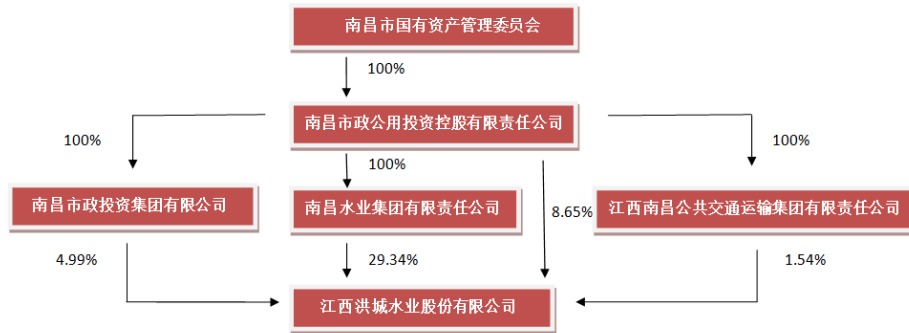 南昌市国有资产管理委员会
100%
南昌市政公用投资控股有限责任公司
100%
100%
100%
南昌市政投资集团有限公司
南昌水业集团有限责任公司
8.65%
江西南昌公共交通运输集团有限责任公司
4.99%
29.34%
1.54%
江西洪城水业股份有限公司